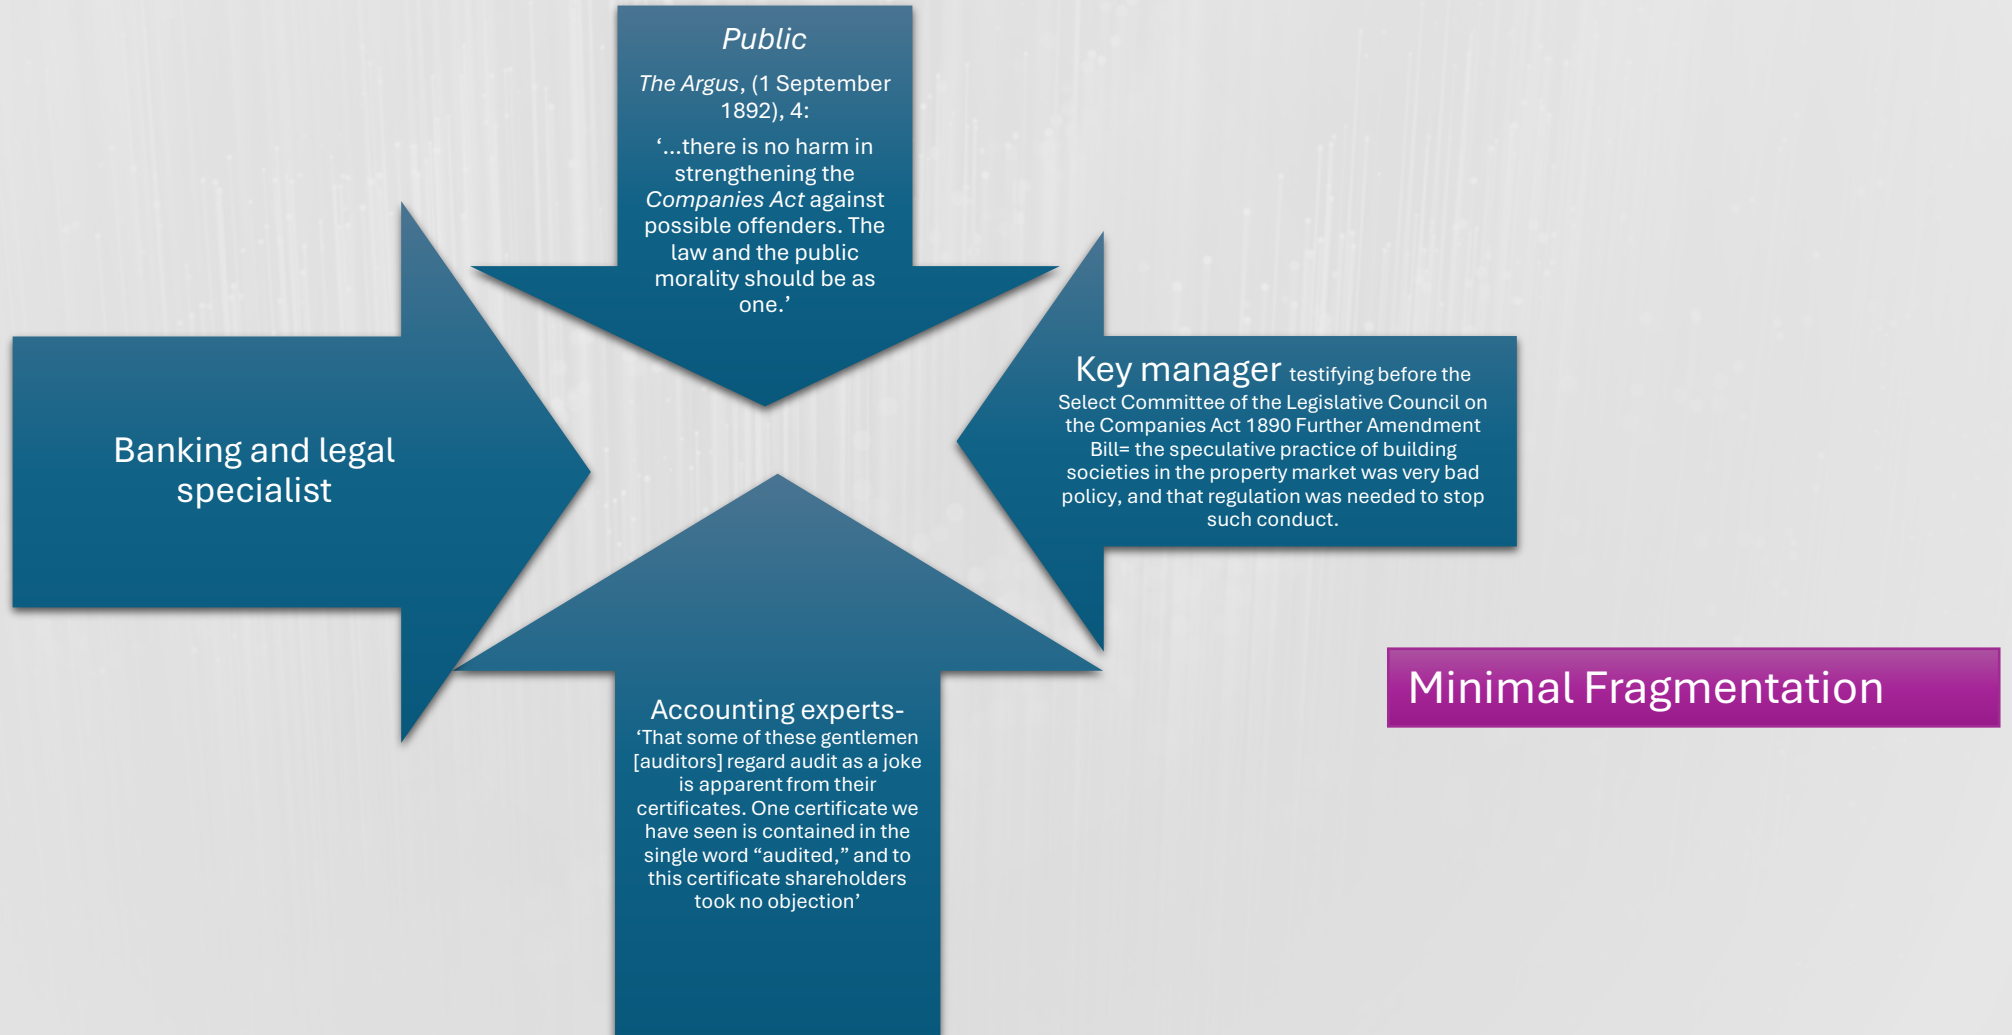 Public
The Argus, (1 September
1892), 4:
‘…there is no harm in
strengthening the
Companies Act against
possible offenders. The
law and the public
morality should be as
one.’
Banking and legal
specialist
Key manager testifying before the
Select Committee of the Legislative Council on
the Companies Act 1890 Further Amendment
Bill= the speculative practice of building
societies in the property market was very bad
policy, and that regulation was needed to stop
such conduct.
Accounting experts-
‘That some of these gentlemen
[auditors] regard audit as a joke
is apparent from their
certificates. One certificate we
have seen is contained in the
single word “audited,” and to
this certificate shareholders
took no objection’
Minimal Fragmentation